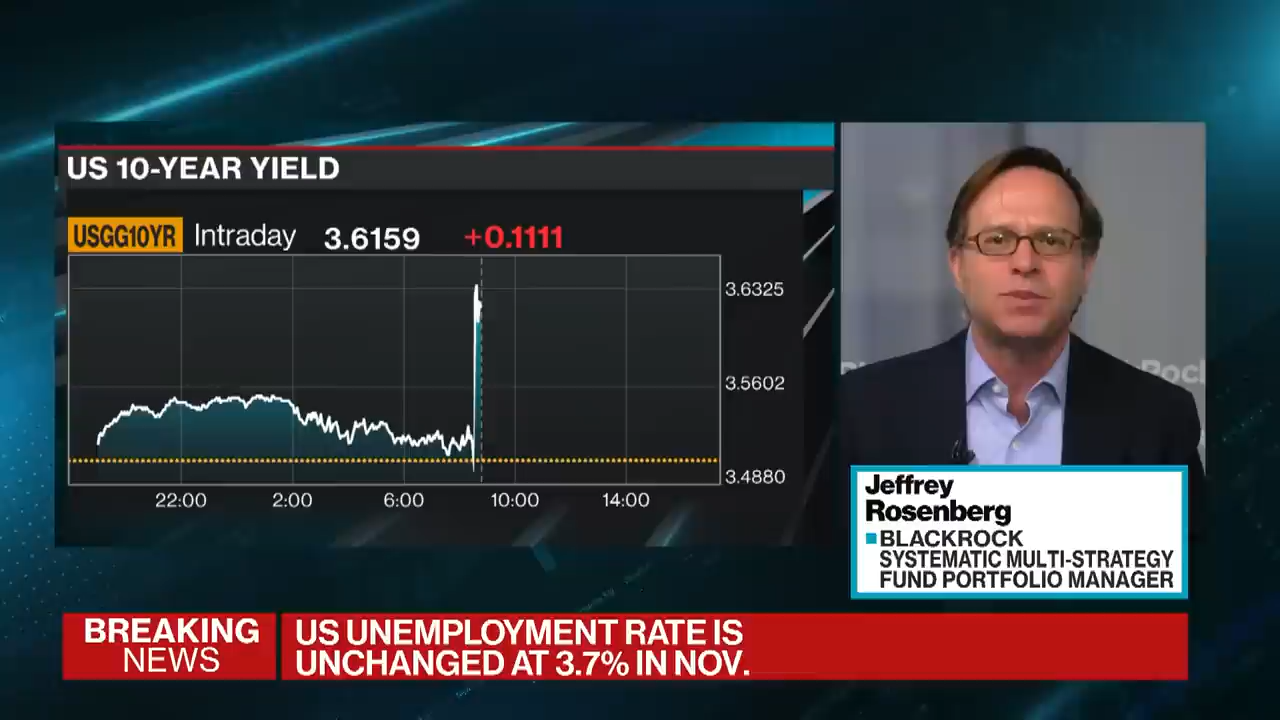 US 10-YEAR YIELD
USGG10YR Intraday 3.6159 +0.1111
3.6325
3.5602
3.4880
22:00 2:00 6:00 10:00 14:00
Jeffrey
Rosenberg
BLACKROCK
SYSTEMATIC MULTI-STRATEGY
FUND PORTFOLIO MANAGER
BREAKING
NEWS
US UNEMPLOYMENT RATE IS
UNCHANGED AT 3.7% IN NOV.